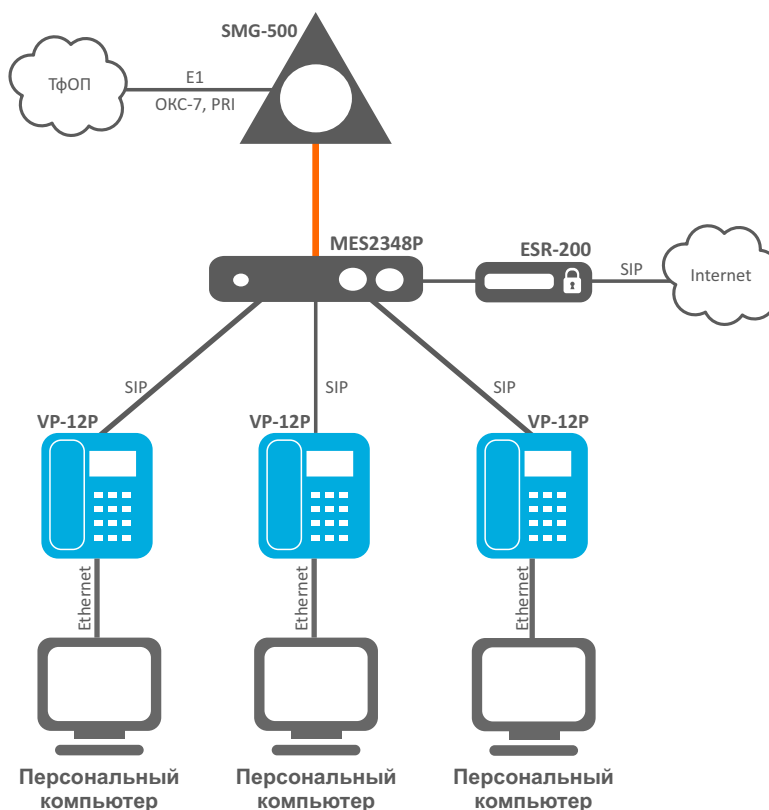 SMG-500
ТфОП
E1
ОКС-7, PRI
MES2348P
ESR-200
SIP
Internet
SIP
SIP
SIP
VP-12P
VP-12P
VP-12P
Ethernet
Ethernet
Ethernet
Персональный
компьютер
Персональный
компьютер
Персональный
компьютер